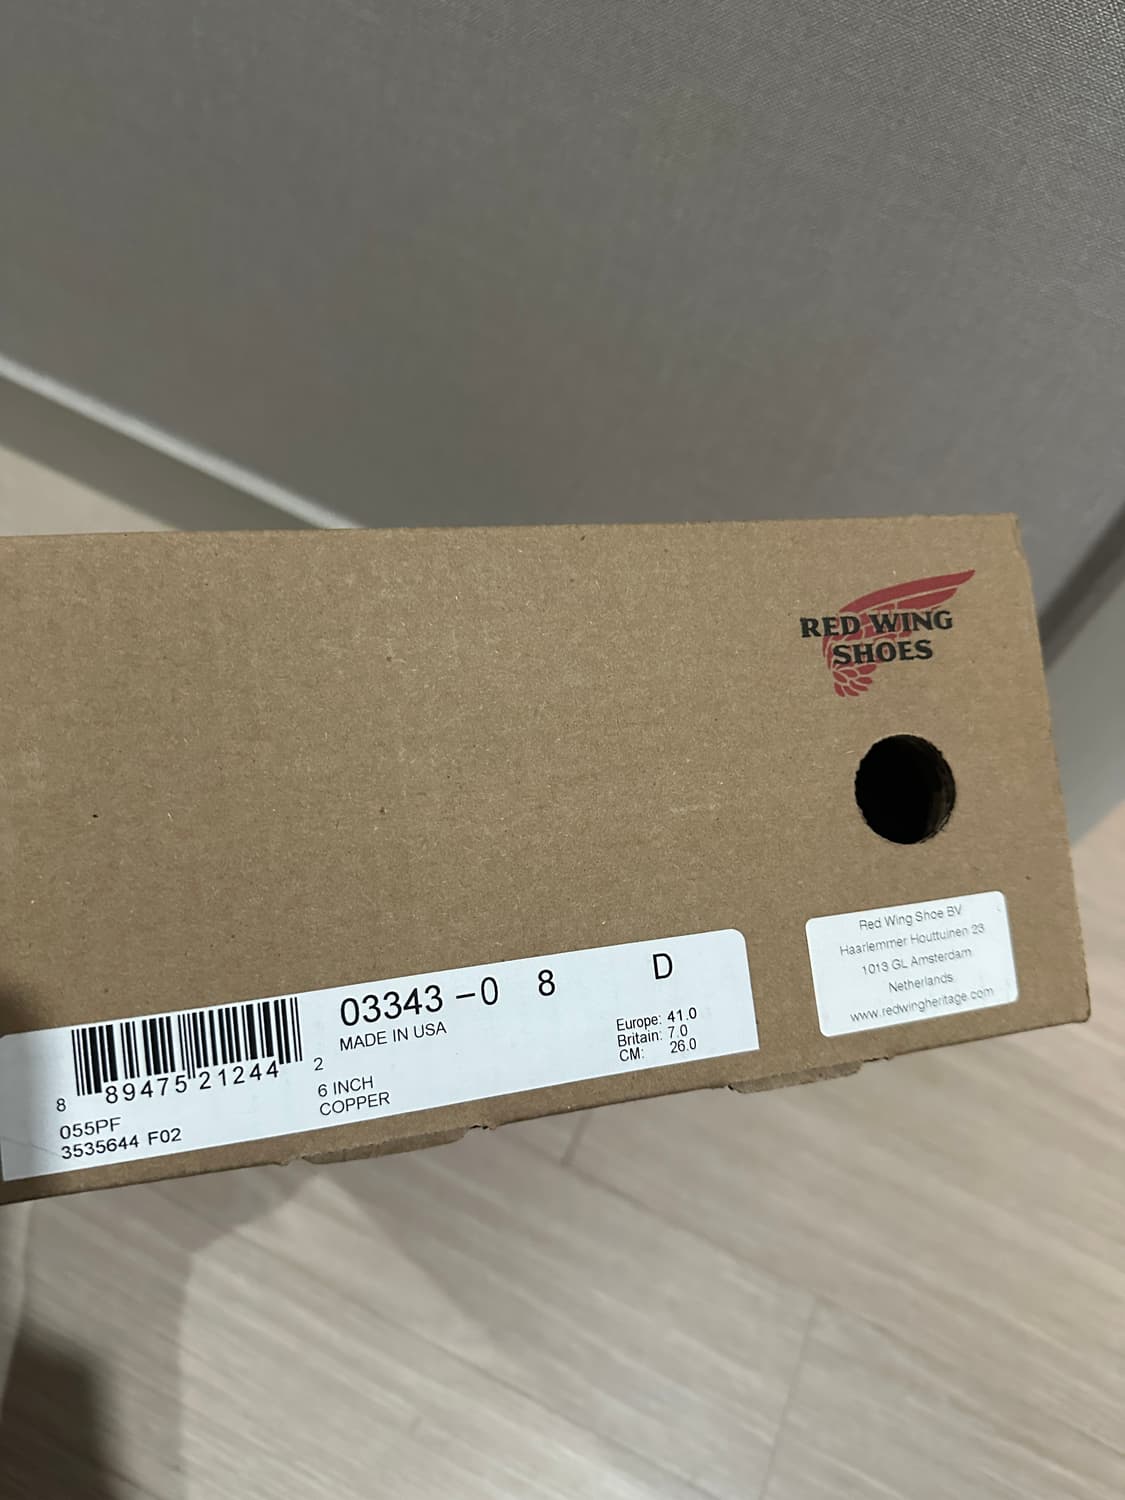 RED WING
SHOES
Red Wing Shoe BV
Haarlemmer Houttuinen 23
1013 GL Amsterdam
Netherlands
www.redwingheritage.com
03343 -0 8 D
MADE IN USA
Europe: 41.0
Britain: 7.0
CM: 26.0
8 89475 21244 2
6 INCH
COPPER
055PF
3535644 F02